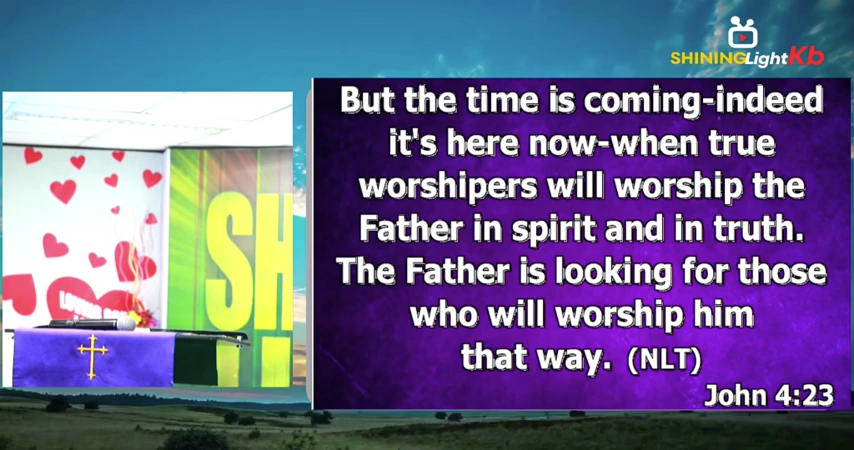 SHININGLightKb
But the time is coming-indeed
it's here now-when true
worshipers will worship the
Father in spirit and in truth.
The Father is looking for those
who will worship him
that way. (NLT)
John 4:23
SH